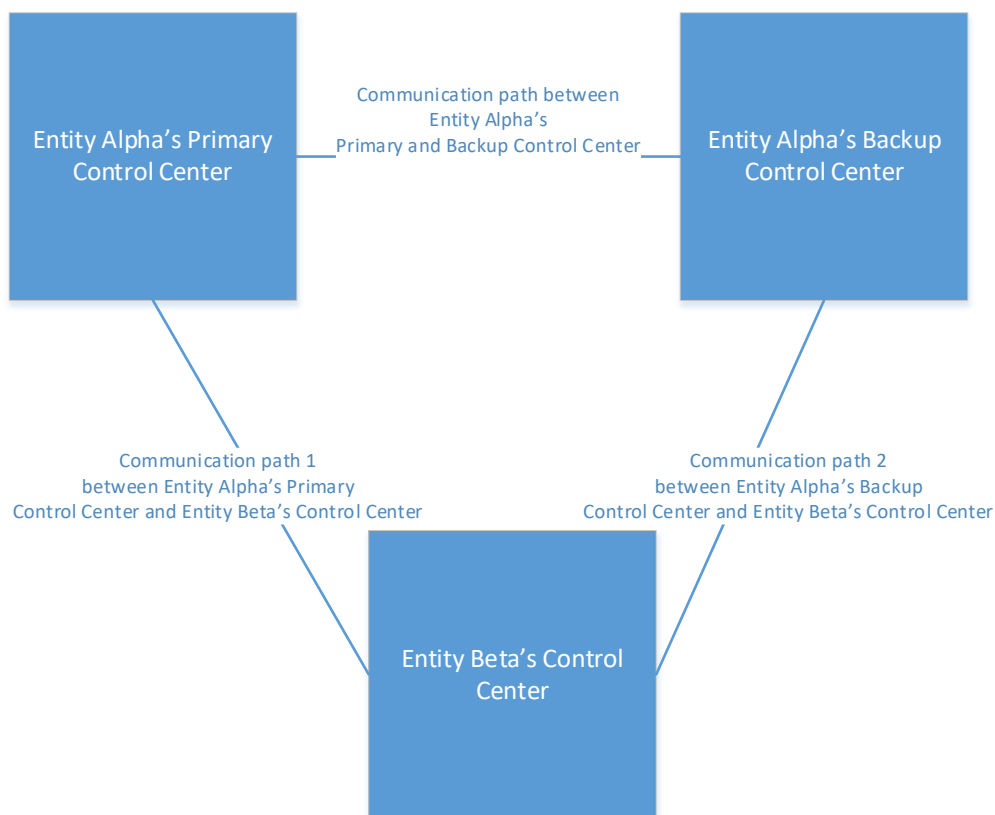 Communication path between
Entity Alpha's
Primary and Backup Control Center
Entity Alpha's Primary
Control Center
Entity Alpha's Backup
Control Center
Communication path 1
between Entity Alpha's Primary
Control Center and Entity Beta's Control Center
Communication path 2
between Entity Alpha's Backup
Control Center and Entity Beta's Control Center
Entity Beta's Control
Center